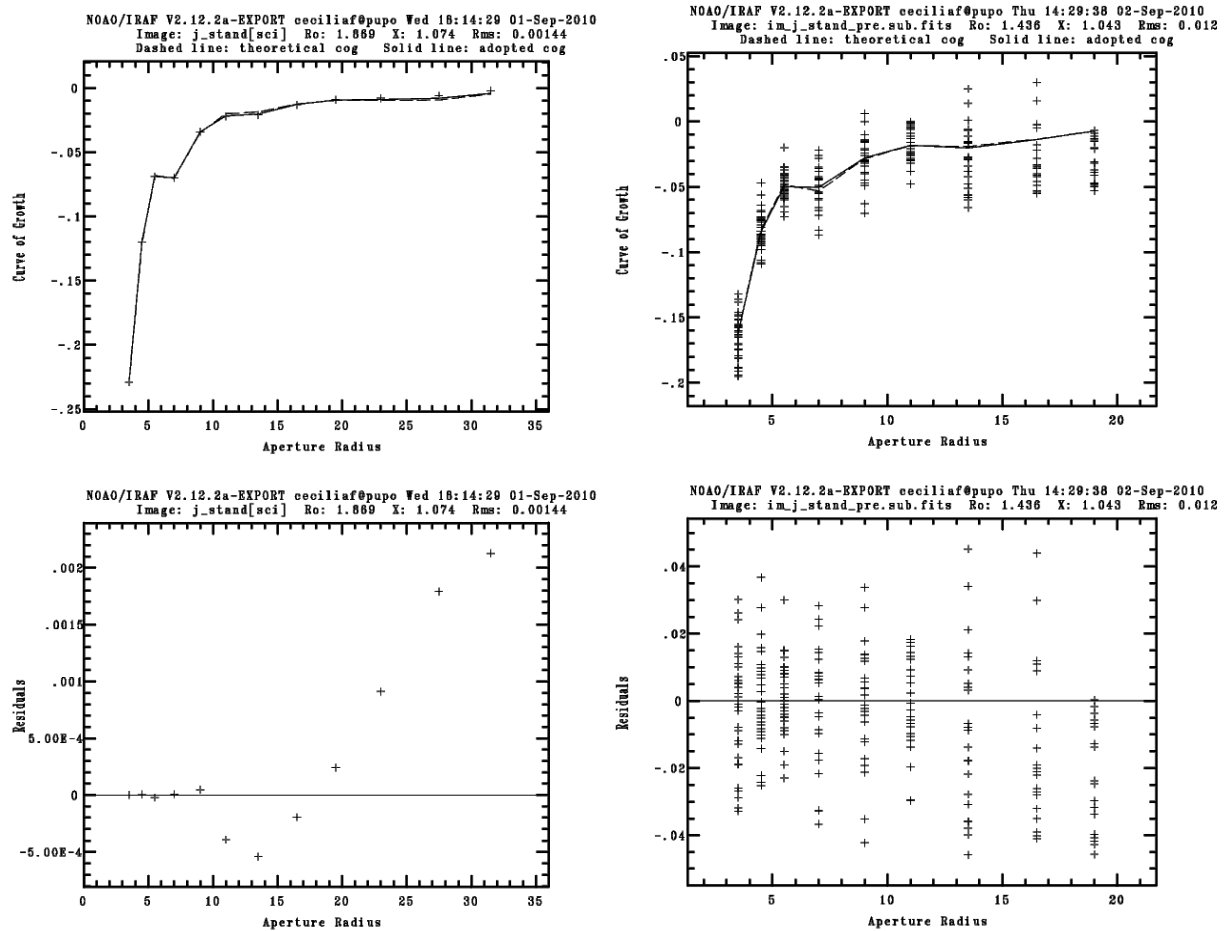 NOAO/IRAF V2.12.2a-EXPORT ceciliaf@pupo Wed 16:14:29 01-Sep-2010
Image: j_stand[sci] Ro: 1.669 X: 1.074 Rms: 0.00144
Dashed line: theoretical cog Solid line: adopted cog
0
-.05
-.1
-.15
-.2
-.25
Curve of Growth
0 5 10 15 20 25 30 35
Aperture Radius
NOAO/IRAF V2.12.2a-EXPORT ceciliaf@pupo Thu 14:29:38 02-Sep-2010
Image: im_j_stand_pre.sub.fits Ro: 1.436 X: 1.043 Rms: 0.012
Dashed line: theoretical cog Solid line: adopted cog
.05
0
-.05
-.1
-.15
-.2
Curve of Growth
5 10 15 20
Aperture Radius
NOAO/IRAF V2.12.2a-EXPORT ceciliaf@pupo Wed 16:14:29 01-Sep-2010
Image: j_stand[sci] Ro: 1.669 X: 1.074 Rms: 0.00144
.002
.0015
.001
5.00E-4
0
-5.00E-4
Residuals
0 5 10 15 20 25 30 35
Aperture Radius
NOAO/IRAF V2.12.2a-EXPORT ceciliaf@pupo Thu 14:29:38 02-Sep-2010
Image: im_j_stand_pre.sub.fits Ro: 1.436 X: 1.043 Rms: 0.012
.04
.02
0
-.02
-.04
Residuals
5 10 15 20
Aperture Radius